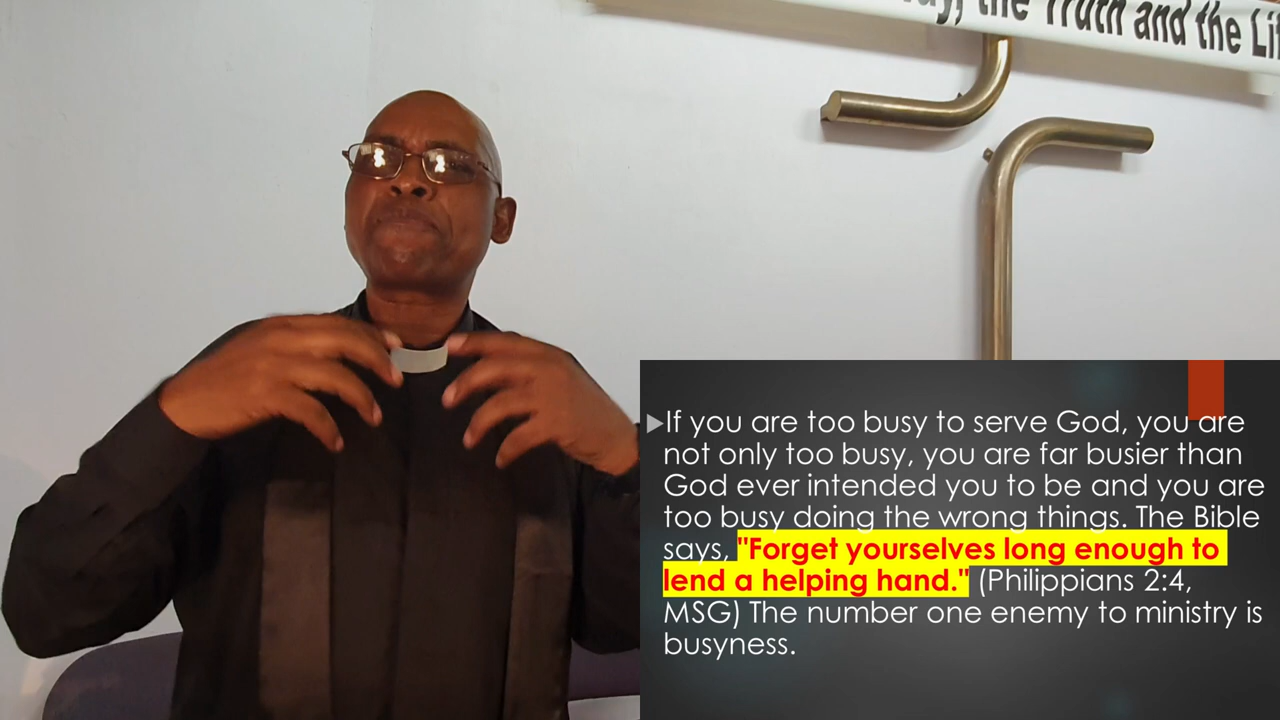 the Truth and the
If you are too busy to serve God, you are
not only too busy, you are far busier than
God ever intended you to be and you are
too busy doing the wrong things. The Bible
says, "Forget yourselves long enough to
lend a helping hand." (Philippians 2:4,
MSG) The number one enemy to ministry is
busyness.